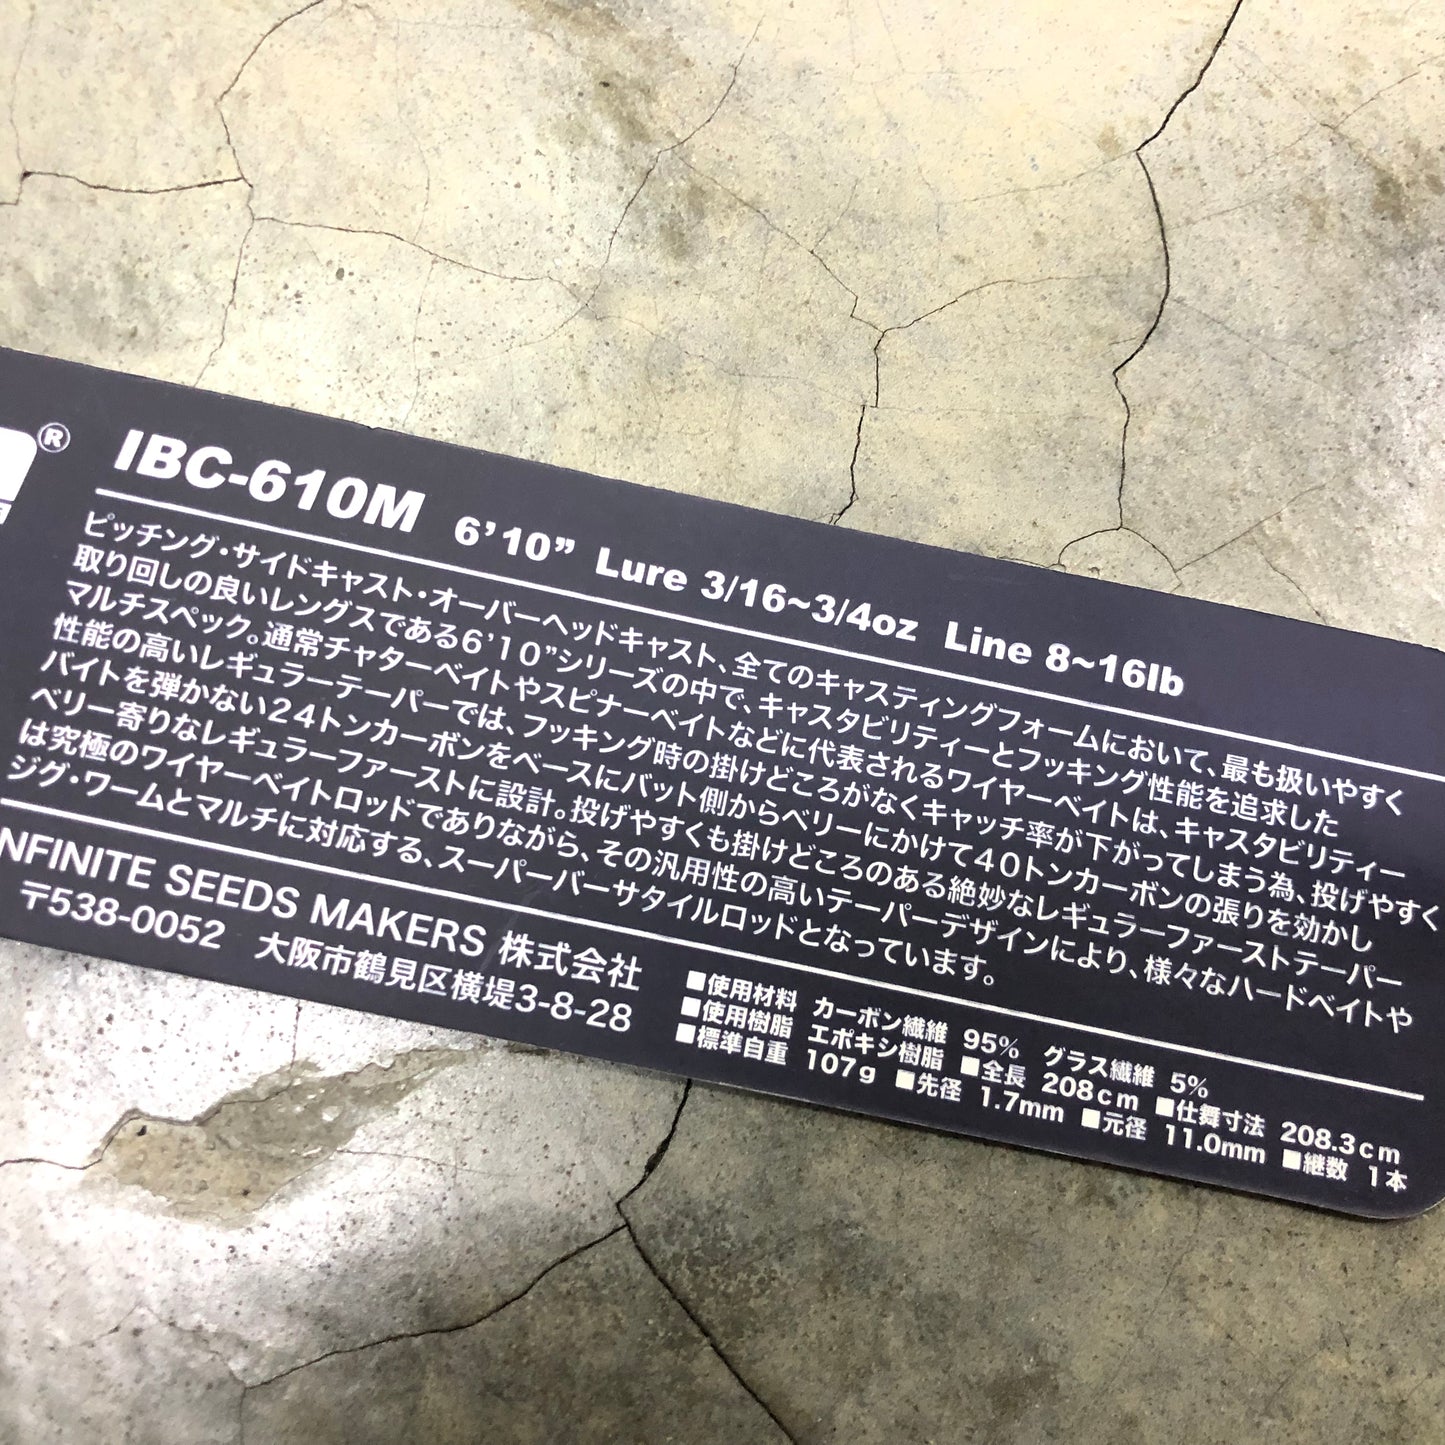 ®
IBC-610M 6’10” Lure 3/16~3/4oz Line 8~16lb
ピッチング・サイドキャスト・オーバーヘッドキャスト、全てのキャスティングフォームにおいて、最も扱いやすく
取り回しの良いレングスである6’10”シリーズの中で、キャスタビリティーとフッキング性能を追求した
マルチスペック。通常チャターベイトやスピナーベイトなどに代表されるワイヤーベイトは、キャスタビリティー
性能の高いレギュラーテーパーでは、フッキング時の掛けどころがなくキャッチ率が下がってしまう為、投げやすく
バイトを弾かない24トンカーボンをベースにバット側からベリーにかけて40トンカーボンの張りを効かし
ベリー寄りなレギュラーファーストに設計。投げやすくも掛けどころのある絶妙なレギュラーファーストテーパー
は究極のワイヤーベイトロッドでありながら、その汎用性の高いテーパーデザインにより、様々なハードベイトや
ジグ・ワームとマルチに対応する、スーパーバーサタイルロッドとなっています。
NFINITE SEEDS MAKERS 株式会社
〒538-0052 大阪市鶴見区横堤3-8-28
■使用材料 カーボン繊維 95% グラス繊維 5%
■使用樹脂 エポキシ樹脂 ■全長 208cm ■仕舞寸法 208.3cm
■標準自重 107g ■先径 1.7mm ■元径 11.0mm ■継数 1本